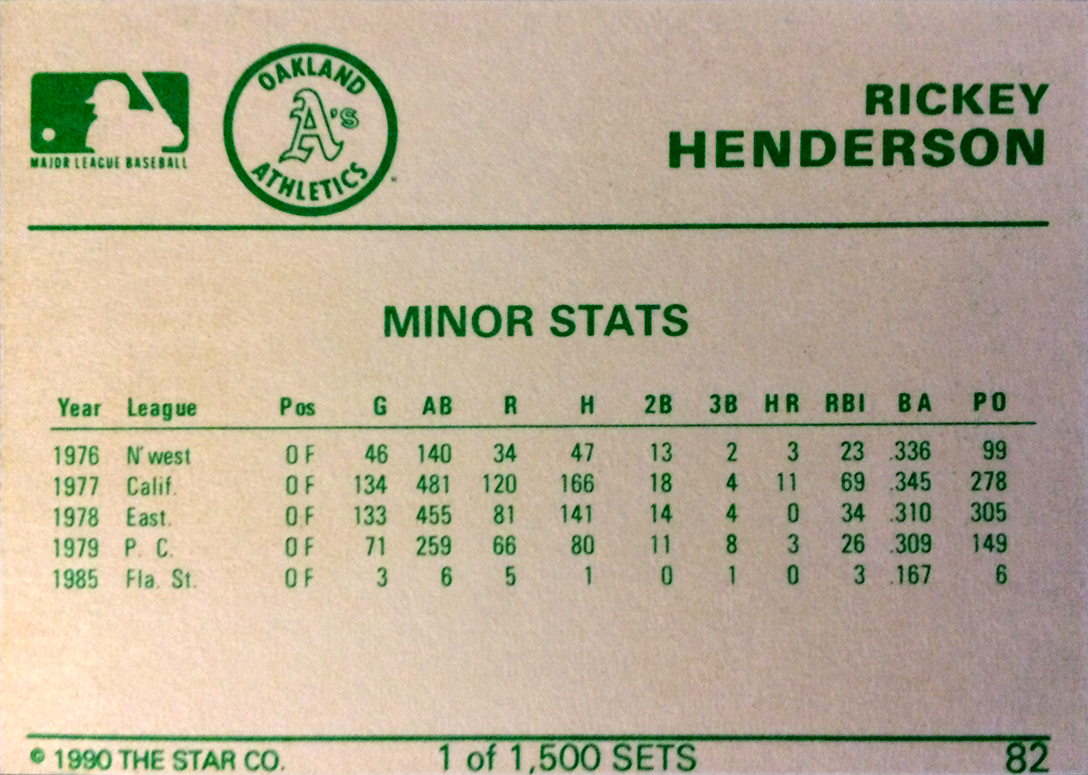 MAJOR LEAGUE BASEBALL
OAKLAND
A's
ATHLETICS
RICKEY
HENDERSON
MINOR STATS
Year League Pos G AB R H 2B 3B HR RBI BA PO
1976 N'west OF 46 140 34 47 13 2 3 23 .336 99
1977 Calif. OF 134 481 120 166 18 4 11 69 .345 278
1978 East. OF 133 455 81 141 14 4 0 34 .310 305
1979 P. C. OF 71 259 66 80 11 8 3 26 .309 149
1985 Fla. St. OF 3 6 5 1 0 1 0 3 .167 6
© 1990 THE STAR CO. 1 of 1,500 SETS 82